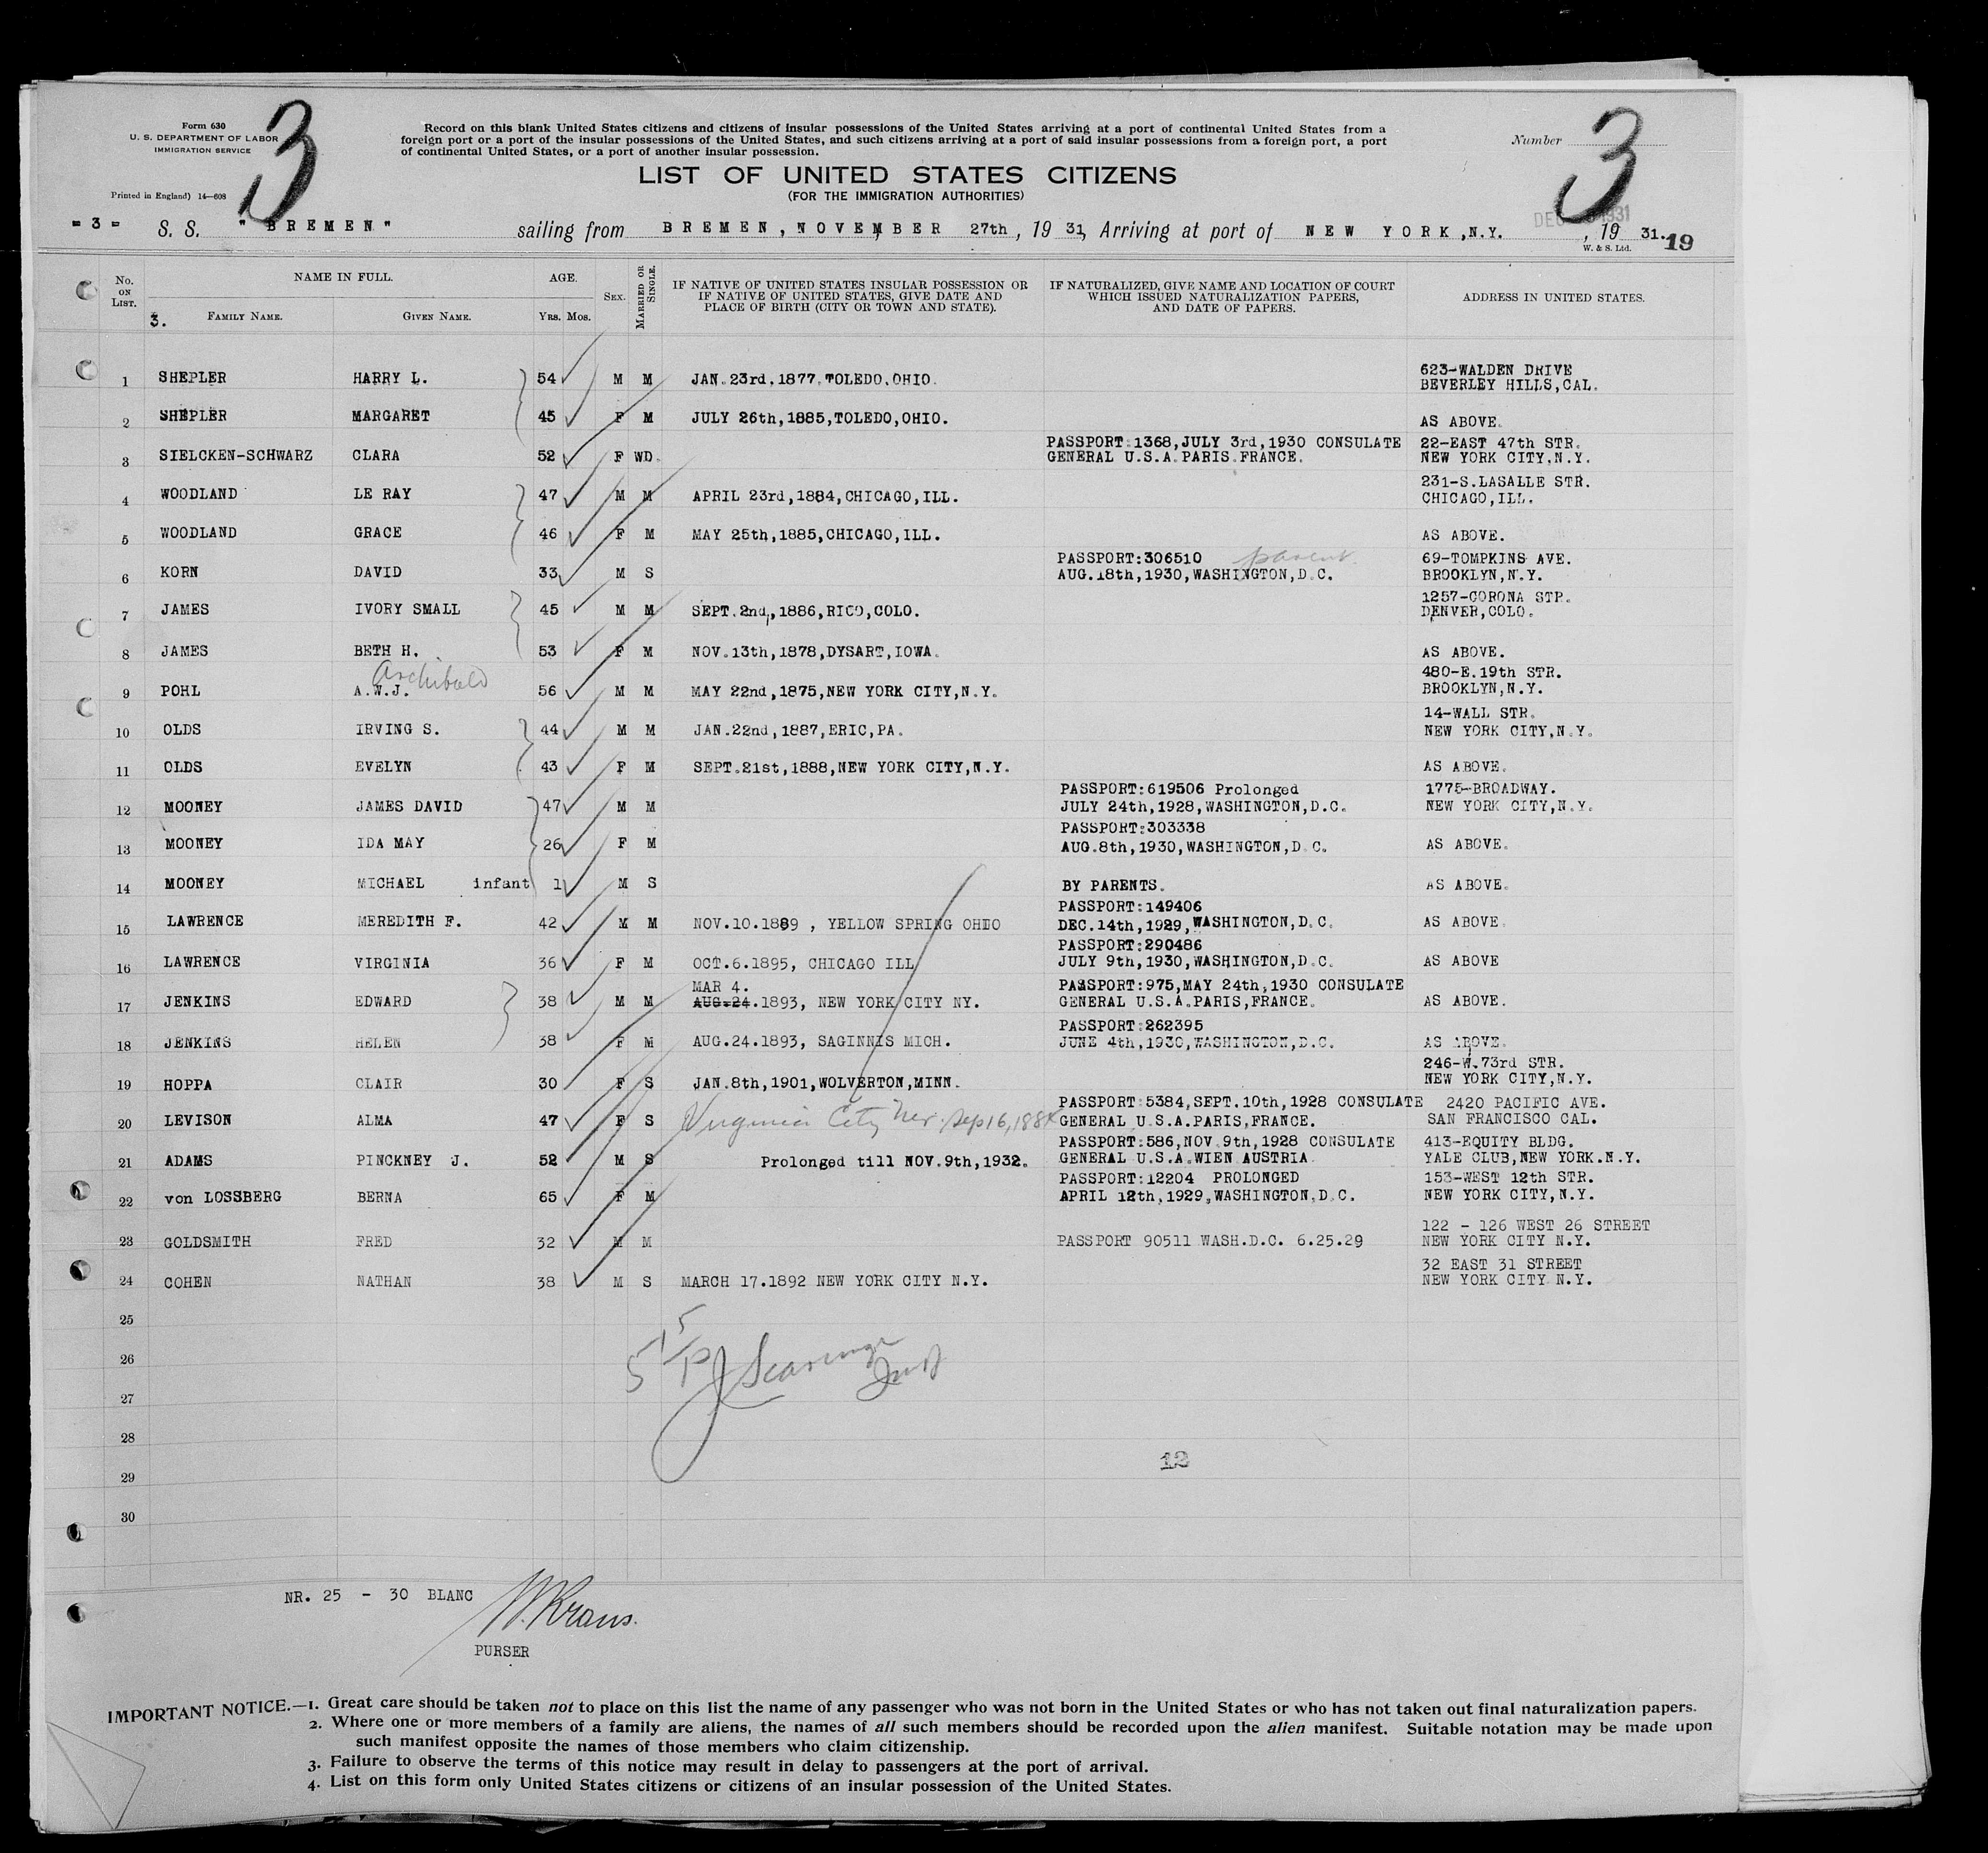 Form 630
U. S. DEPARTMENT OF LABOR
IMMIGRATION SERVICE
Printed in England) 14—608
3
Record on this blank United States citizens and citizens of insular possessions of the United States arriving at a port of continental United States from a
foreign port or a port of the insular possessions of the United States, and such citizens arriving at a port of said insular possessions from a foreign port, a port
of continental United States, or a port of another insular possession.
Number 3
LIST OF UNITED STATES CITIZENS
(FOR THE IMMIGRATION AUTHORITIES)
= 3 = S. S. " BREMEN" sailing from BREMEN, NOVEMBER 27th, 19 31, Arriving at port of NEW YORK, N.Y. DEC 1931, 19 31.
W. & S. Ltd. 19
No. ON LIST. NAME IN FULL. AGE. SEX. MARRIED OR SINGLE. IF NATIVE OF UNITED STATES INSULAR POSSESSION OR IF NATIVE OF UNITED STATES, GIVE DATE AND PLACE OF BIRTH (CITY OR TOWN AND STATE). IF NATURALIZED, GIVE NAME AND LOCATION OF COURT WHICH ISSUED NATURALIZATION PAPERS, AND DATE OF PAPERS. ADDRESS IN UNITED STATES.
3. FAMILY NAME. GIVEN NAME. YRS. MOS.
623-WALDEN DRIVE
1 SHEPLER HARRY L. 54 M M JAN.23rd,1877,TOLEDO,OHIO. BEVERLEY HILLS,CAL.
2 SHEPLER MARGARET 45 F M JULY 26th,1885,TOLEDO,OHIO. AS ABOVE.
PASSPORT:1368,JULY 3rd,1930 CONSULATE 22-EAST 47th STR.
3 SIELCKEN-SCHWARZ CLARA 52 F WD. GENERAL U.S.A.PARIS.FRANCE. NEW YORK CITY,N.Y.
231-S.LASALLE STR.
4 WOODLAND LE RAY 47 M M APRIL 23rd,1884,CHICAGO,ILL. CHICAGO,ILL.
5 WOODLAND GRACE 46 F M MAY 25th,1885,CHICAGO,ILL. AS ABOVE.
PASSPORT:306510 parent 69-TOMPKINS AVE.
6 KORN DAVID 33 M S AUG.18th,1930,WASHINGTON,D.C. BROOKLYN,N.Y.
1257-CORONA STR.
7 JAMES IVORY SMALL 45 M M SEPT.2nd,1886,RICO,COLO. DENVER,COLO.
8 JAMES BETH H. 53 F M NOV.13th,1878,DYSART,IOWA. AS ABOVE.
Archibald 480-E.19th STR.
9 POHL A.W.J. 56 M M MAY 22nd,1875,NEW YORK CITY,N.Y. BROOKLYN,N.Y.
14-WALL STR.
10 OLDS IRVING S. 44 M M JAN.22nd,1887,ERIC,PA. NEW YORK CITY,N.Y.
11 OLDS EVELYN 43 F M SEPT.21st,1888,NEW YORK CITY,N.Y. AS ABOVE.
PASSPORT:619506 Prolonged 1775-BROADWAY.
12 MOONEY JAMES DAVID 47 M M JULY 24th,1928,WASHINGTON,D.C. NEW YORK CITY,N.Y.
PASSPORT:303338
13 MOONEY IDA MAY 26 F M AUG.8th,1930,WASHINGTON,D.C. AS ABOVE.
14 MOONEY MICHAEL infant 1 M S BY PARENTS. AS ABOVE.
PASSPORT:149406
15 LAWRENCE MEREDITH F. 42 M M NOV.10.1889 , YELLOW SPRING OHIO DEC.14th,1929,WASHINGTON,D.C. AS ABOVE.
PASSPORT:290486
16 LAWRENCE VIRGINIA 36 F M OCT.6.1895, CHICAGO ILL JULY 9th,1930,WASHINGTON,D.C. AS ABOVE
MAR 4. PASSPORT:975,MAY 24th,1930 CONSULATE
17 JENKINS EDWARD 38 M M AUG.24.1893, NEW YORK CITY NY. GENERAL U.S.A.PARIS,FRANCE. AS ABOVE.
PASSPORT:262395
18 JENKINS HELEN 38 F M AUG.24.1893, SAGINNIS MICH. JUNE 4th,1930,WASHINGTON,D.C. AS ABOVE.
246-W.73rd STR.
19 HOPPA CLAIR 30 F S JAN.8th,1901,WOLVERTON,MINN. NEW YORK CITY,N.Y.
PASSPORT:5384,SEPT.10th,1928 CONSULATE 2420 PACIFIC AVE.
20 LEVISON ALMA 47 F S Virginia City Nev. Sep 16, 1884 GENERAL U.S.A.PARIS,FRANCE. SAN FRANCISCO CAL.
PASSPORT:586,NOV 9th,1928 CONSULATE 413-EQUITY BLDG.
21 ADAMS PINCKNEY J. 52 M S Prolonged till NOV.9th,1932. GENERAL U.S.A.WIEN AUSTRIA. YALE CLUB,NEW YORK.N.Y.
PASSPORT:12204 PROLONGED 153-WEST 12th STR.
22 von LOSSBERG BERNA 65 F M APRIL 12th,1929,WASHINGTON,D.C. NEW YORK CITY,N.Y.
122 - 126 WEST 26 STREET
23 GOLDSMITH FRED 32 M M PASSPORT 90511 WASH.D.C. 6.25.29 NEW YORK CITY N.Y.
32 EAST 31 STREET
24 COHEN NATHAN 38 M S MARCH 17.1892 NEW YORK CITY N.Y. NEW YORK CITY N.Y.
25
26
27
28
29
30
12
NR. 25 - 30 BLANC
W.Kraus.
PURSER
IMPORTANT NOTICE.—1. Great care should be taken not to place on this list the name of any passenger who was not born in the United States or who has not taken out final naturalization papers.
2. Where one or more members of a family are aliens, the names of all such members should be recorded upon the alien manifest. Suitable notation may be made upon
such manifest opposite the names of those members who claim citizenship.
3. Failure to observe the terms of this notice may result in delay to passengers at the port of arrival.
4. List on this form only United States citizens or citizens of an insular possession of the United States.